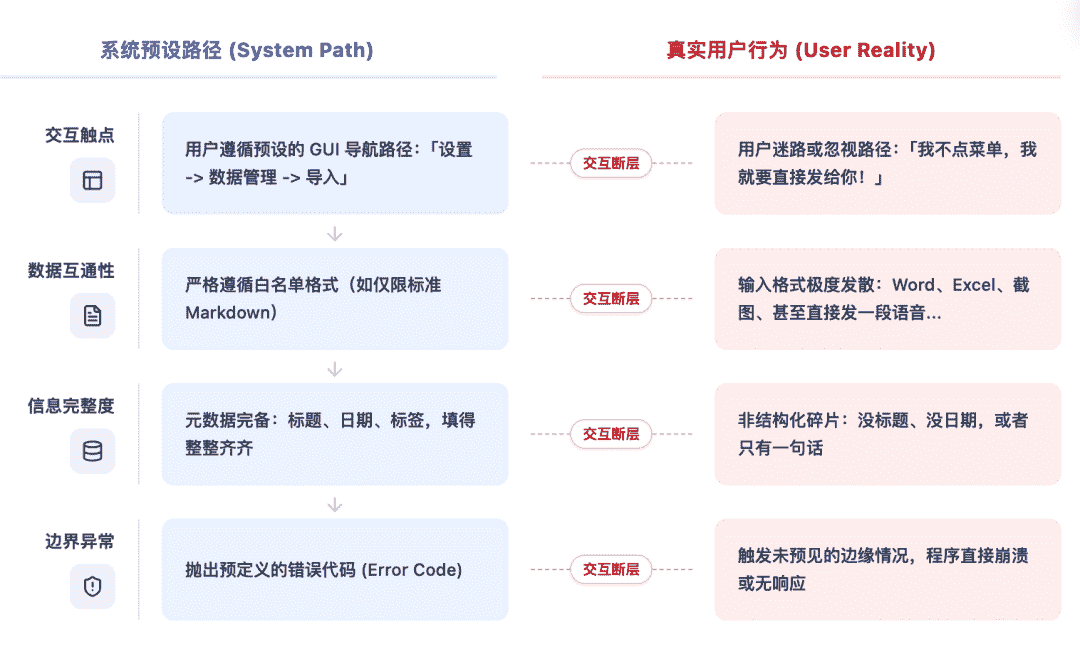 系统预设路径 (System Path)
真实用户行为 (User Reality)
交互触点
用户遵循预设的 GUI 导航路径：「设置
-> 数据管理 -> 导入」
交互断层
用户迷路或忽视路径：「我不点菜单，我
就要直接发给你！」
数据互通性
严格遵循白名单格式（如仅限标准
Markdown）
交互断层
输入格式极度发散：Word、Excel、截
图、甚至直接发一段语音...
信息完整度
元数据完备：标题、日期、标签，填得
整整齐齐
交互断层
非结构化碎片：没标题、没日期，或者
只有一句话
边界异常
抛出预定义的错误代码 (Error Code)
交互断层
触发未预见的边缘情况，程序直接崩溃
或无响应